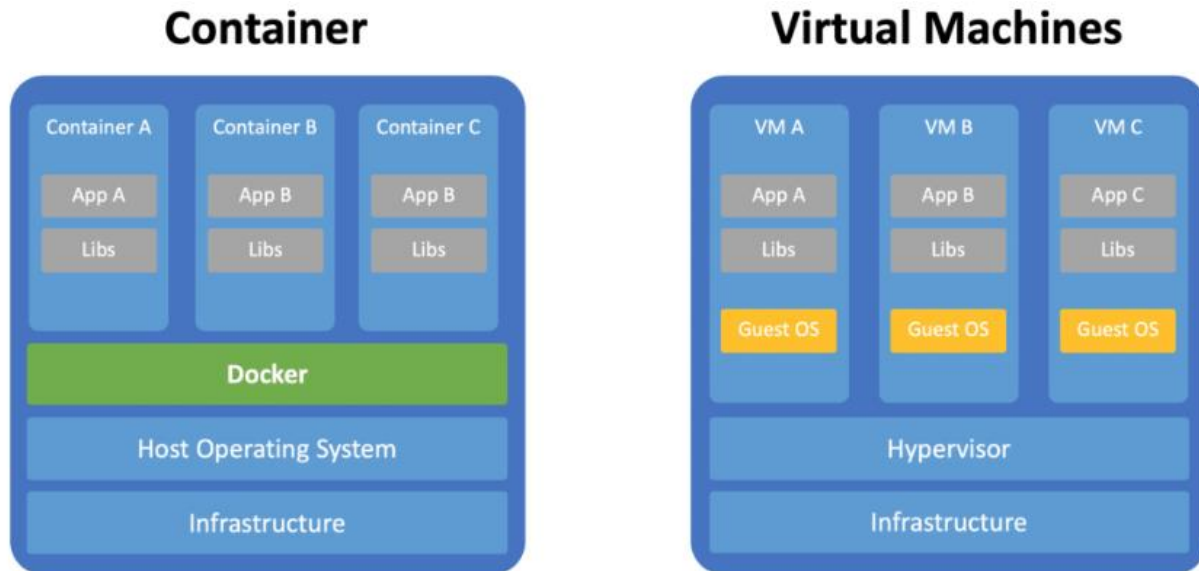 Container
Container A
Container B
Container C
App A
App B
App B
Libs
Libs
Libs
Docker
Host Operating System
Infrastructure
Virtual Machines
VM A
VM B
VM C
App A
App B
App C
Libs
Libs
Libs
Guest OS
Guest OS
Guest OS
Hypervisor
Infrastructure